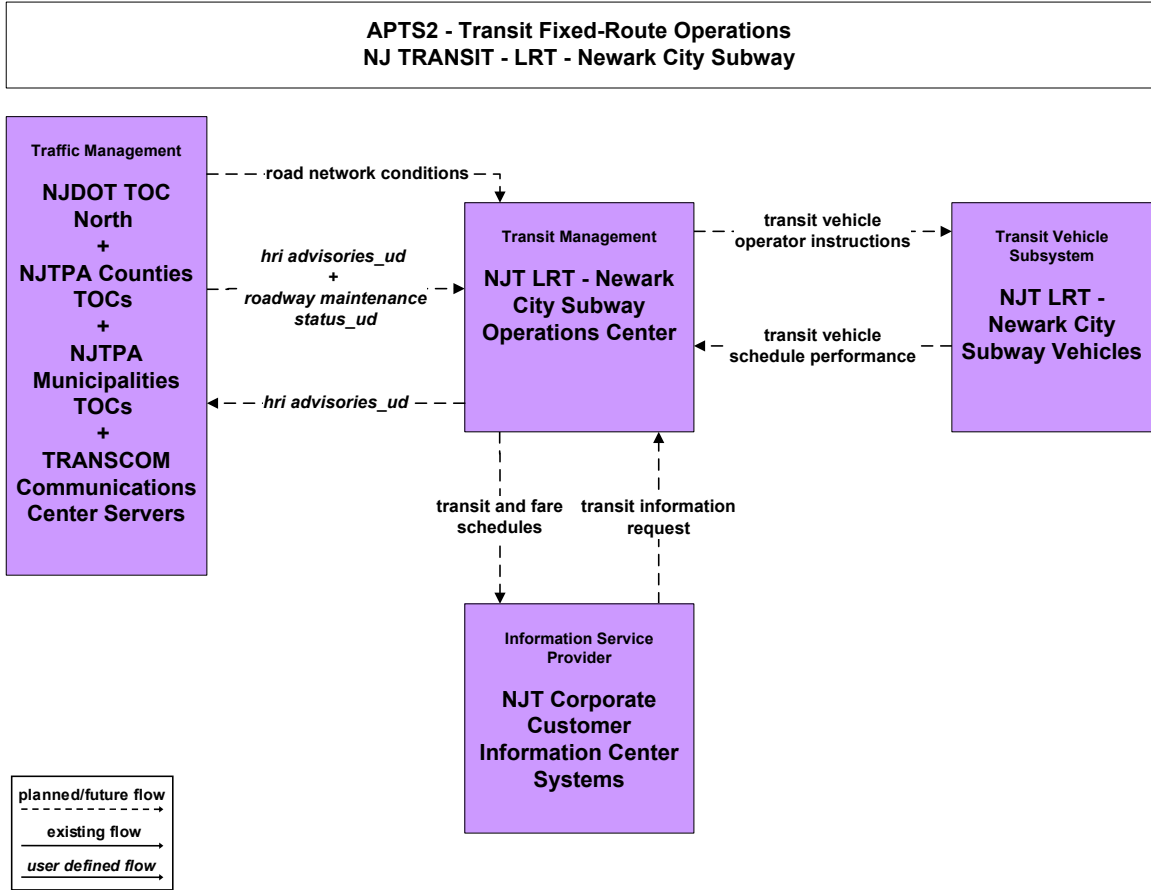 APTS2 - Transit Fixed-Route Operations
NJ TRANSIT - LRT - Newark City Subway
Traffic Management
NJDOT TOC
North
+
NJTPA Counties
TOCs
+
NJTPA
Municipalities
TOCs
+
TRANSCOM
Communications
Center Servers
road network conditions
hri advisories_ud
+
roadway maintenance
status_ud
hri advisories_ud
Transit Management
NJT LRT - Newark
City Subway
Operations Center
transit vehicle
operator instructions
transit vehicle
schedule performance
Transit Vehicle
Subsystem
NJT LRT -
Newark City
Subway Vehicles
transit and fare
schedules
transit information
request
Information Service
Provider
NJT Corporate
Customer
Information Center
Systems
planned/future flow
existing flow
user defined flow